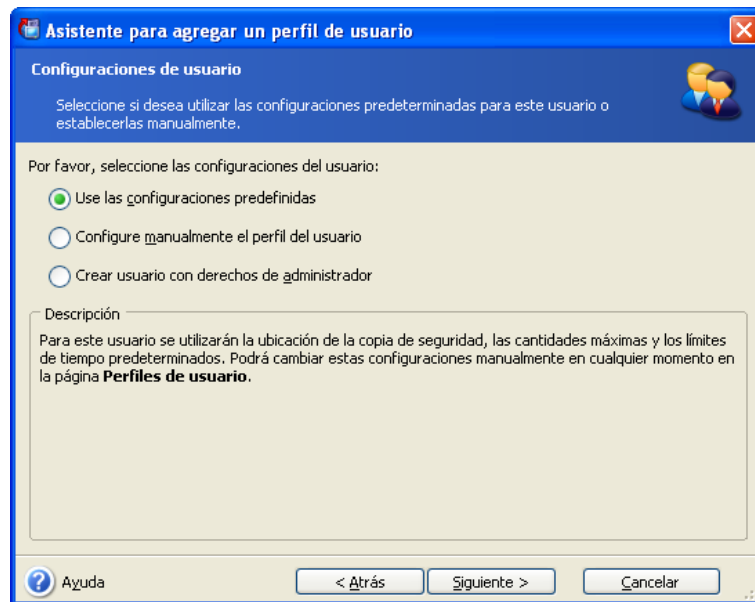 Asistente para agregar un perfil de usuario
Configuraciones de usuario
Seleccione si desea utilizar las configuraciones predeterminadas para este usuario o
establecerlas manualmente.
Por favor, seleccione las configuraciones del usuario:
Use las configuraciones predefinidas
Configure manualmente el perfil del usuario
Crear usuario con derechos de administrador
Descripción
Para este usuario se utilizarán la ubicación de la copia de seguridad, las cantidades máximas y los límites
de tiempo predeterminados. Podrá cambiar estas configuraciones manualmente en cualquier momento en
la página Perfiles de usuario.
Ayuda
< Atrás
Siguiente >
Cancelar